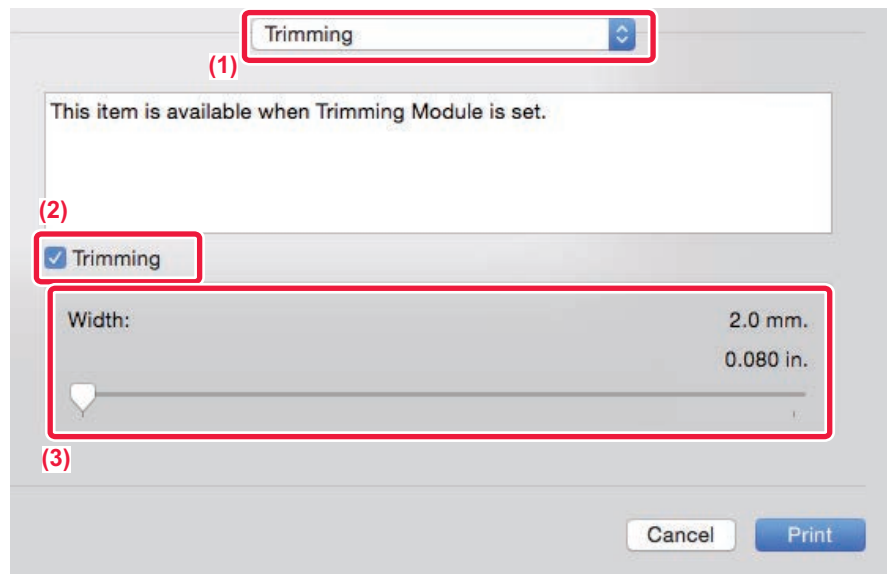 Trimming
(1)
This item is available when Trimming Module is set.
(2)
Trimming
Width:
2.0 mm.
0.080 in.
(3)
Cancel
Print